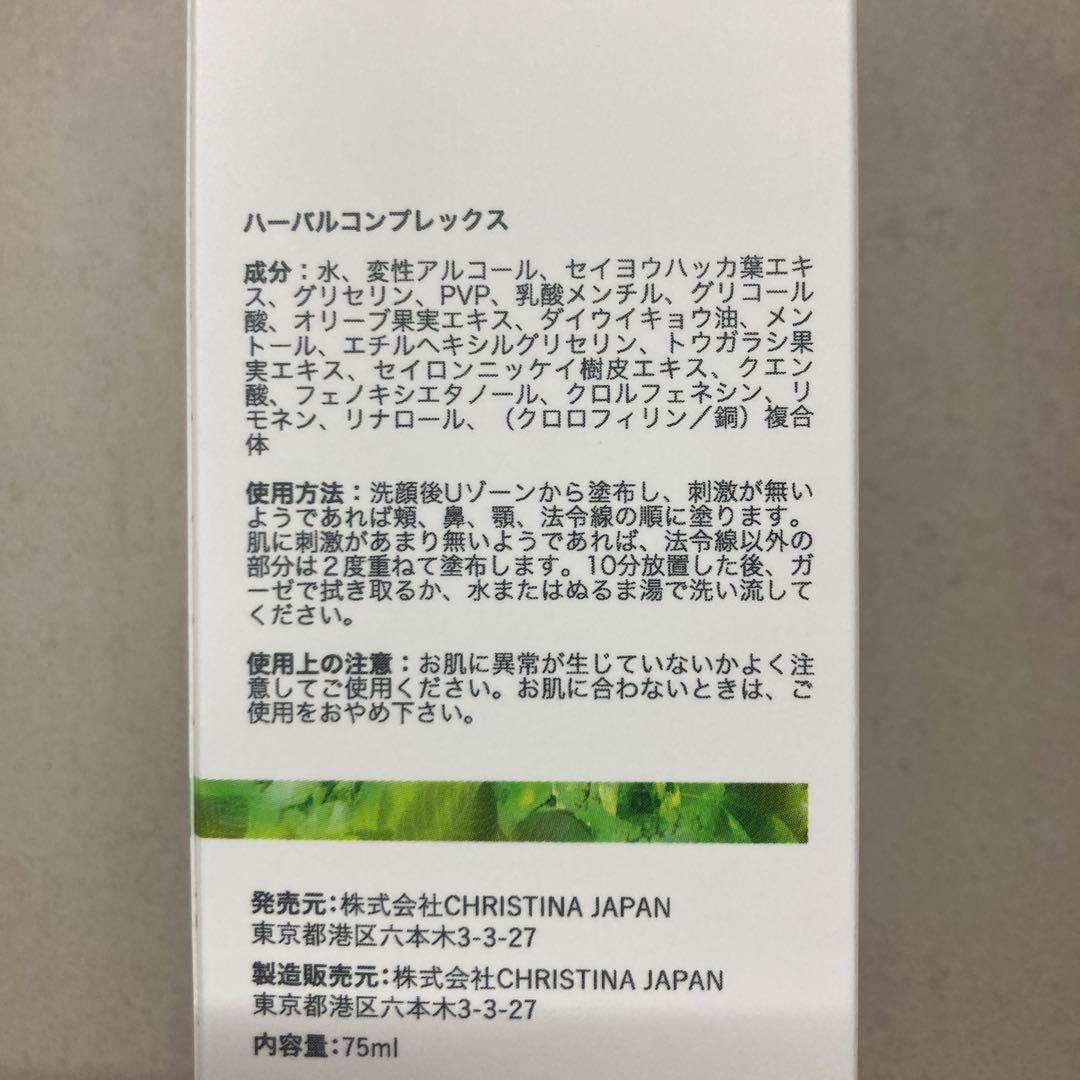 ハーバルコンプレックス
成分：水、変性アルコール、セイヨウハッカ葉エキ
ス、グリセリン、PVP、乳酸メンチル、グリコール
酸、オリーブ果実エキス、ダイウイキョウ油、メン
トール、エチルヘキシルグリセリン、トウガラシ果
実エキス、セイロンニッケイ樹皮エキス、クエン
酸、フェノキシエタノール、クロルフェネシン、リ
モネン、リナロール、（クロロフィリン／銅）複合
体
使用方法：洗顔後Uゾーンから塗布し、刺激が無い
ようであれば頬、鼻、顎、法令線の順に塗ります。
肌に刺激があまり無いようであれば、法令線以外の
部分は２度重ねて塗布します。10分放置した後、ガ
ーゼで拭き取るか、水またはぬるま湯で洗い流して
ください。
使用上の注意：お肌に異常が生じていないかよく注
意してご使用ください。お肌に合わないときは、ご
使用をおやめ下さい。
発売元：株式会社CHRISTINA JAPAN
東京都港区六本木3-3-27
製造販売元：株式会社CHRISTINA JAPAN
東京都港区六本木3-3-27
内容量：75ml